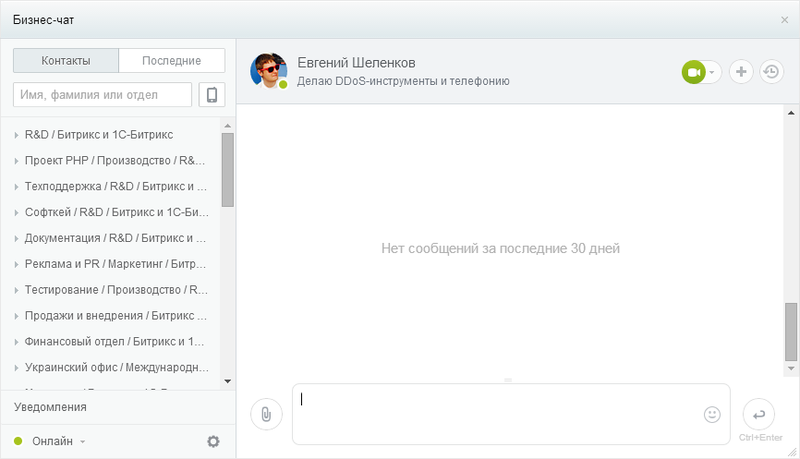 Бизнес-чат
Контакты
Последние
Имя, фамилия или отдел
R&D / Битрикс и 1С-Битрикс
Проект PHP / Производство / R&...
Техподдержка / R&D / Битрикс и ...
Софткей / R&D / Битрикс и 1С-Би...
Документация / R&D / Битрикс и ...
Реклама и PR / Маркетинг / Битр...
Тестирование / Производство / R...
Продажи и внедрения / Битрикс ...
Финансовый отдел / Битрикс и 1...
Украинский офис / Международн...
Уведомления
Онлайн
Евгений Шеленков
Делаю DDoS-инструменты и телефонию
Нет сообщений за последние 30 дней
Ctrl+Enter